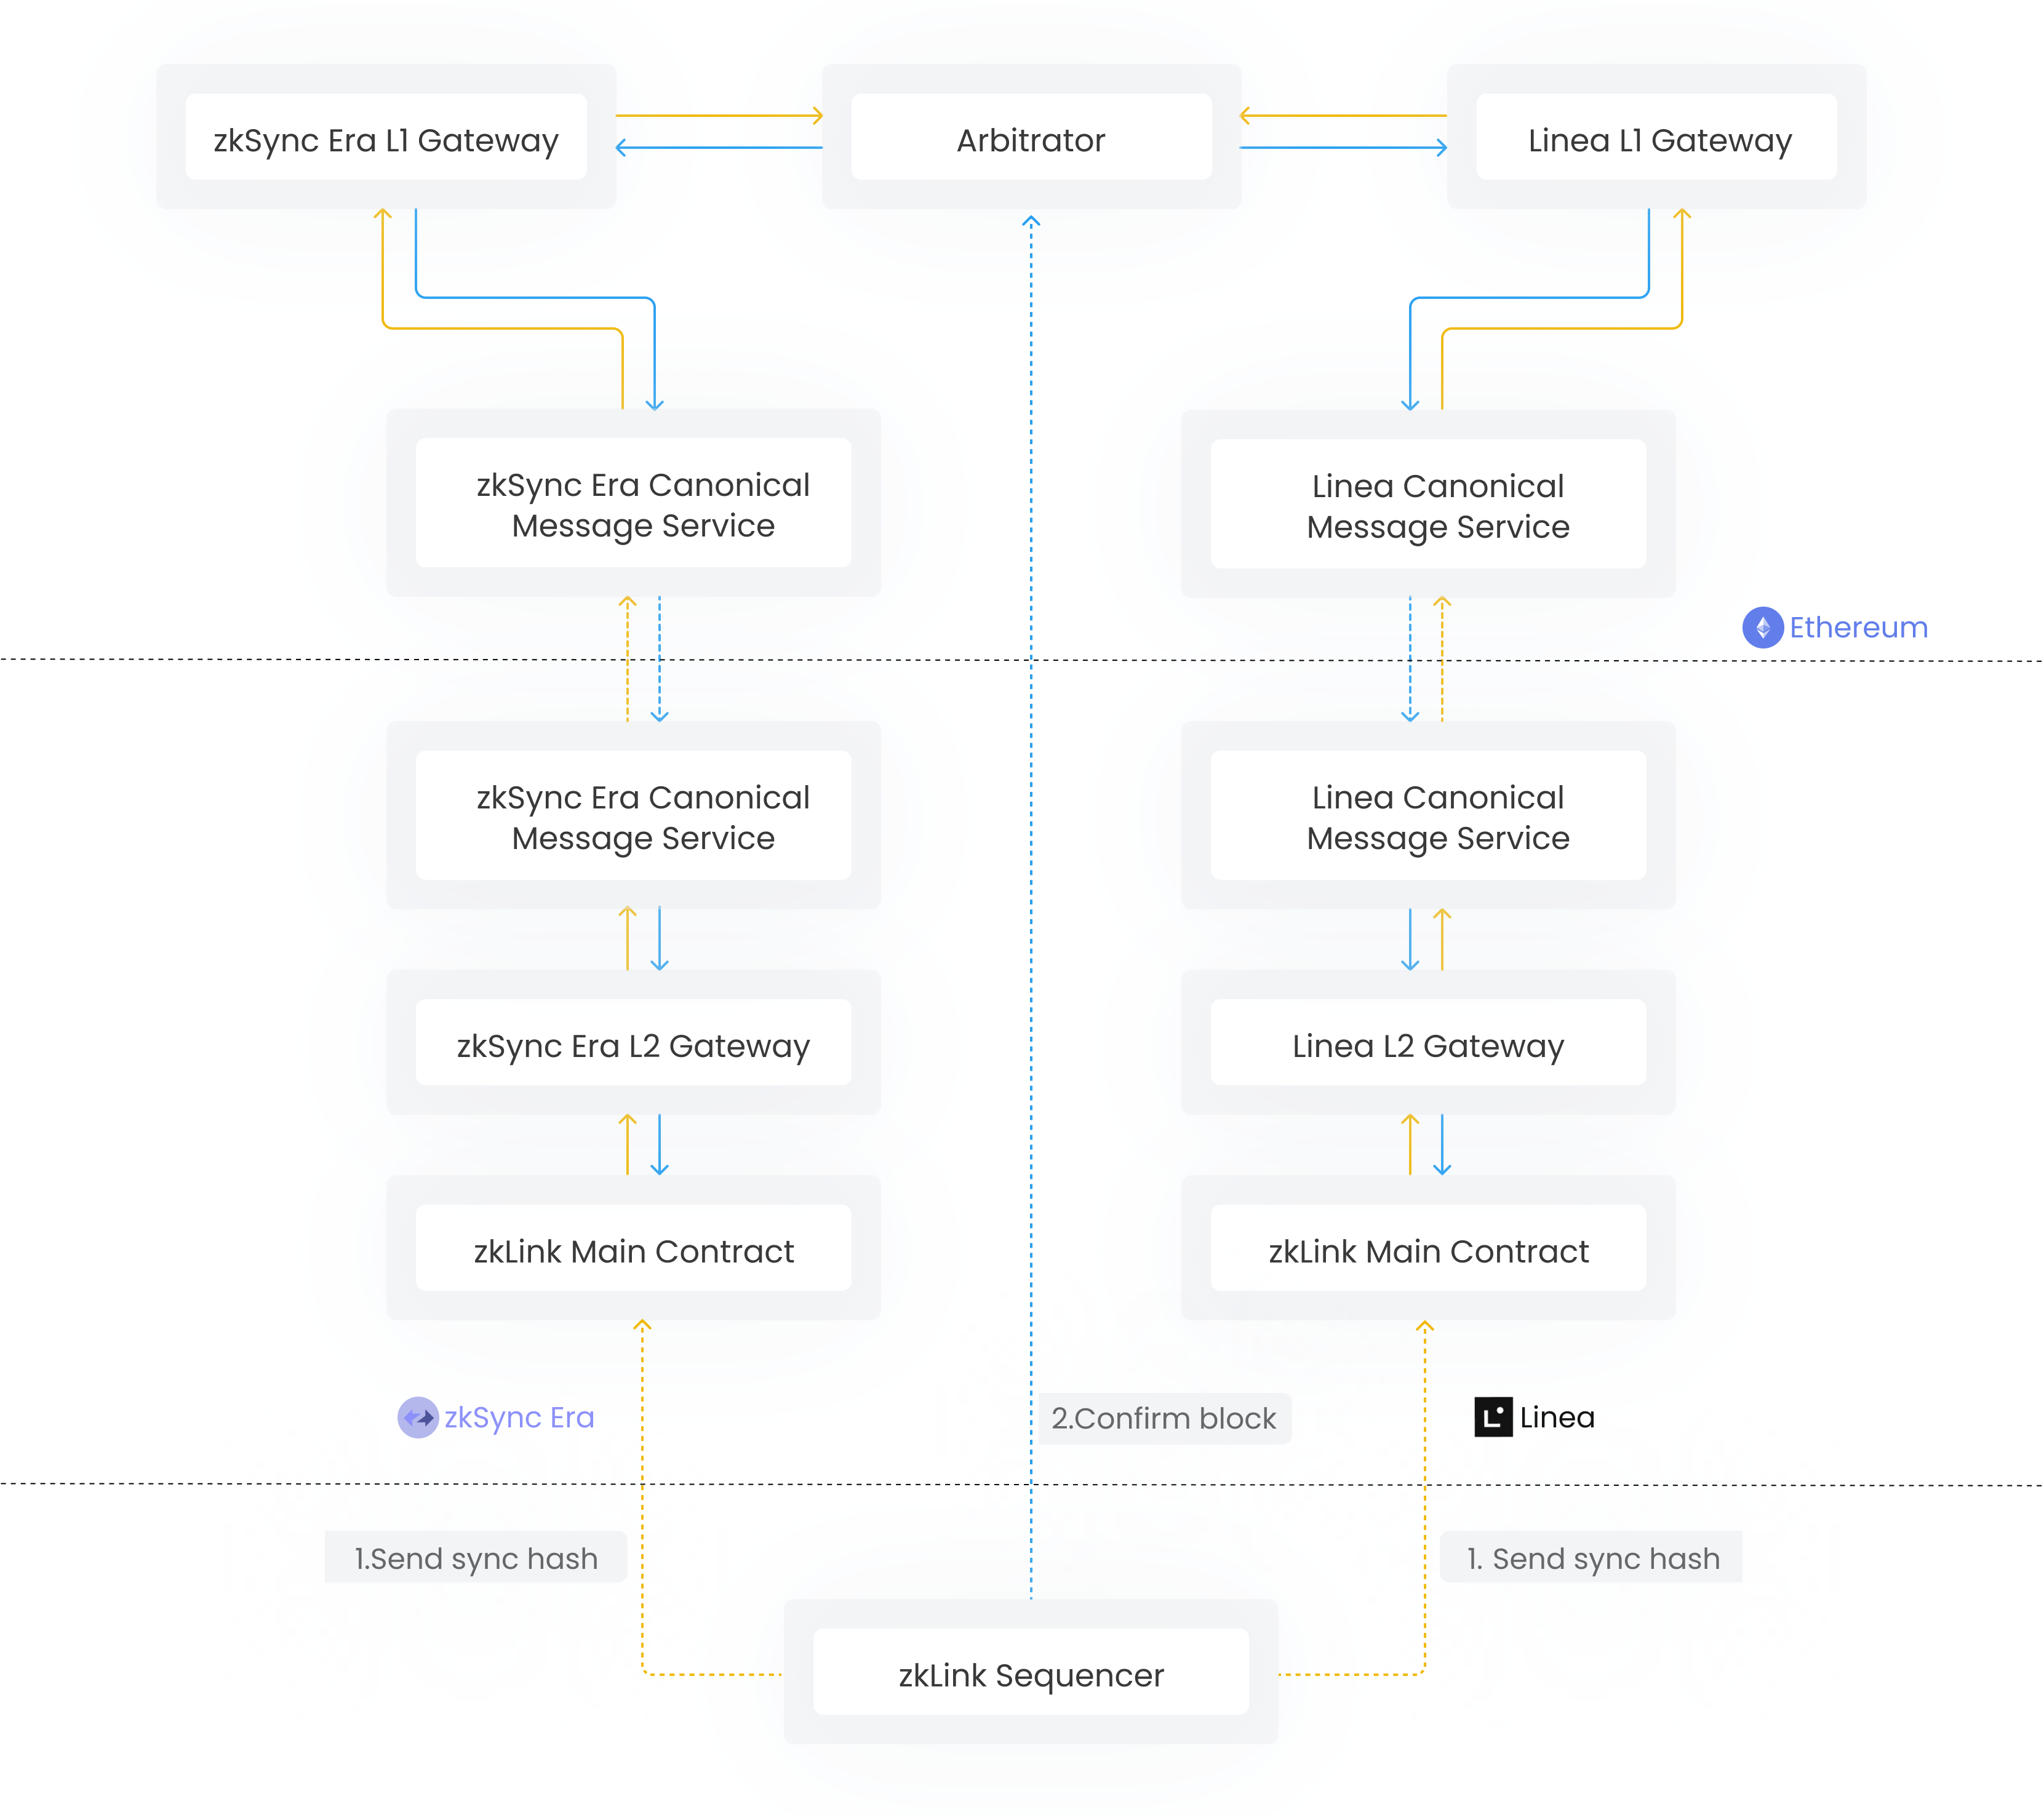 zkSync Era L1 Gateway
Arbitrator
Linea L1 Gateway
zkSync Era Canonical
Message Service
Linea Canonical
Message Service
Ethereum
zkSync Era Canonical
Message Service
Linea Canonical
Message Service
zkSync Era L2 Gateway
Linea L2 Gateway
zkLink Main Contract
zkLink Main Contract
zkSync Era
2.Confirm block
Linea
1.Send sync hash
1. Send sync hash
zkLink Sequencer